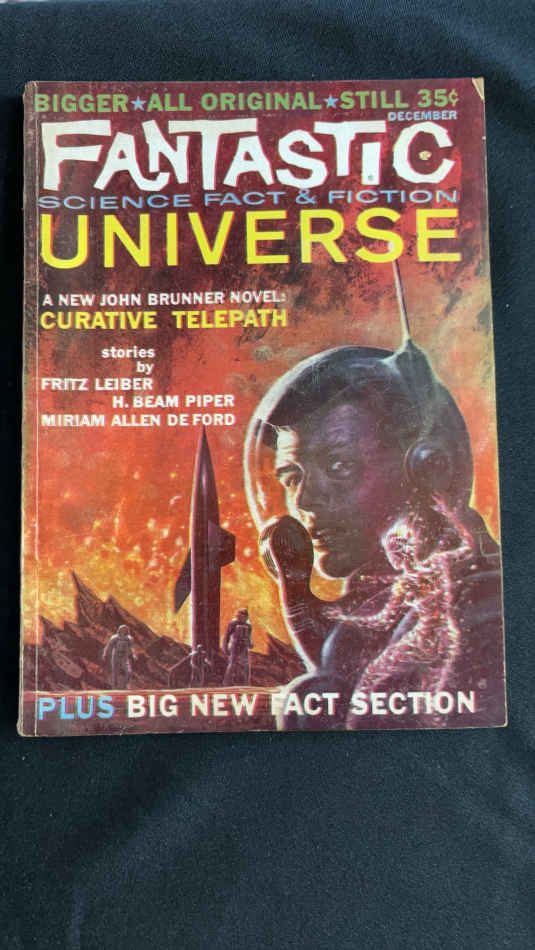 BIGGER★ALL ORIGINAL★STILL 35¢
DECEMBER
FANTASTIC
SCIENCE FACT & FICTION
UNIVERSE
A NEW JOHN BRUNNER NOVEL:
CURATIVE TELEPATH
stories
by
FRITZ LEIBER
H. BEAM PIPER
MIRIAM ALLEN DE FORD
PLUS BIG NEW FACT SECTION